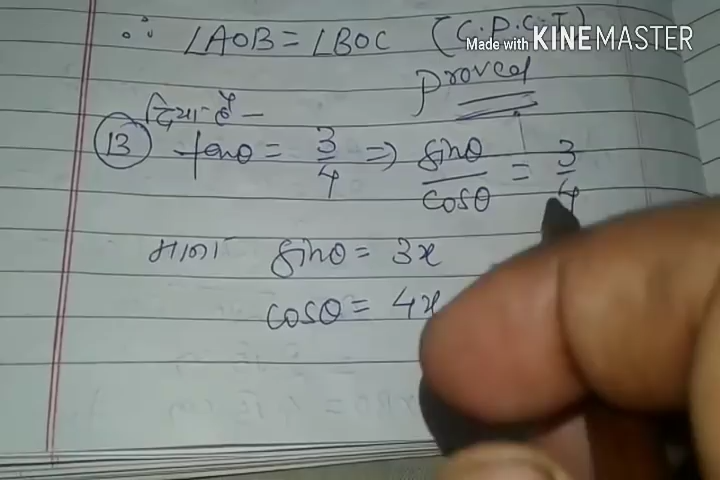 ∴ ∠AOB = ∠BOC (C.P.C.T)
Made with KINEMASTER
Proved
दिया है –
13 tanθ = 3/4 ⇒ sinθ/cosθ = 3/4
माना sinθ = 3x
cosθ = 4x